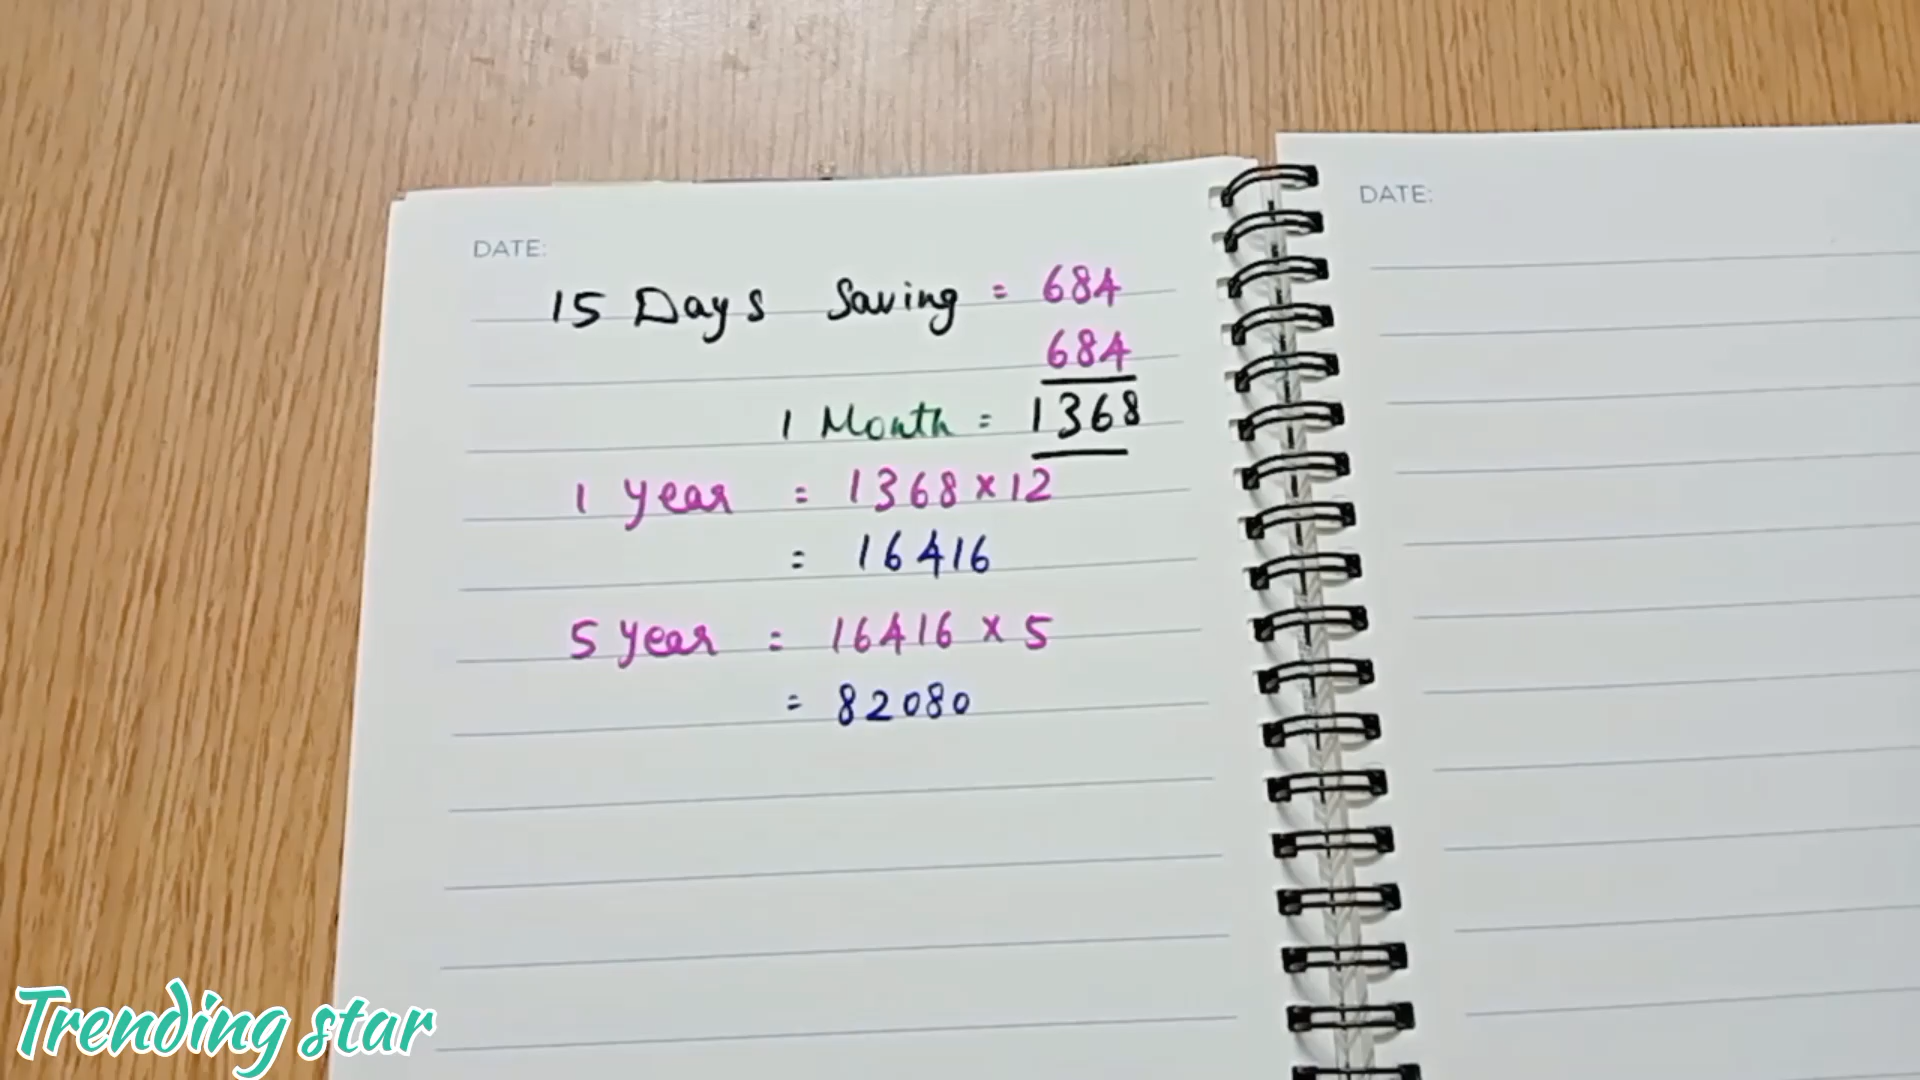 DATE:
15 Days Saving = 684
684
1 Month = 1368
1 Year = 1368 × 12
= 16416
5 Year = 16416 × 5
= 82080
DATE:
Trending star